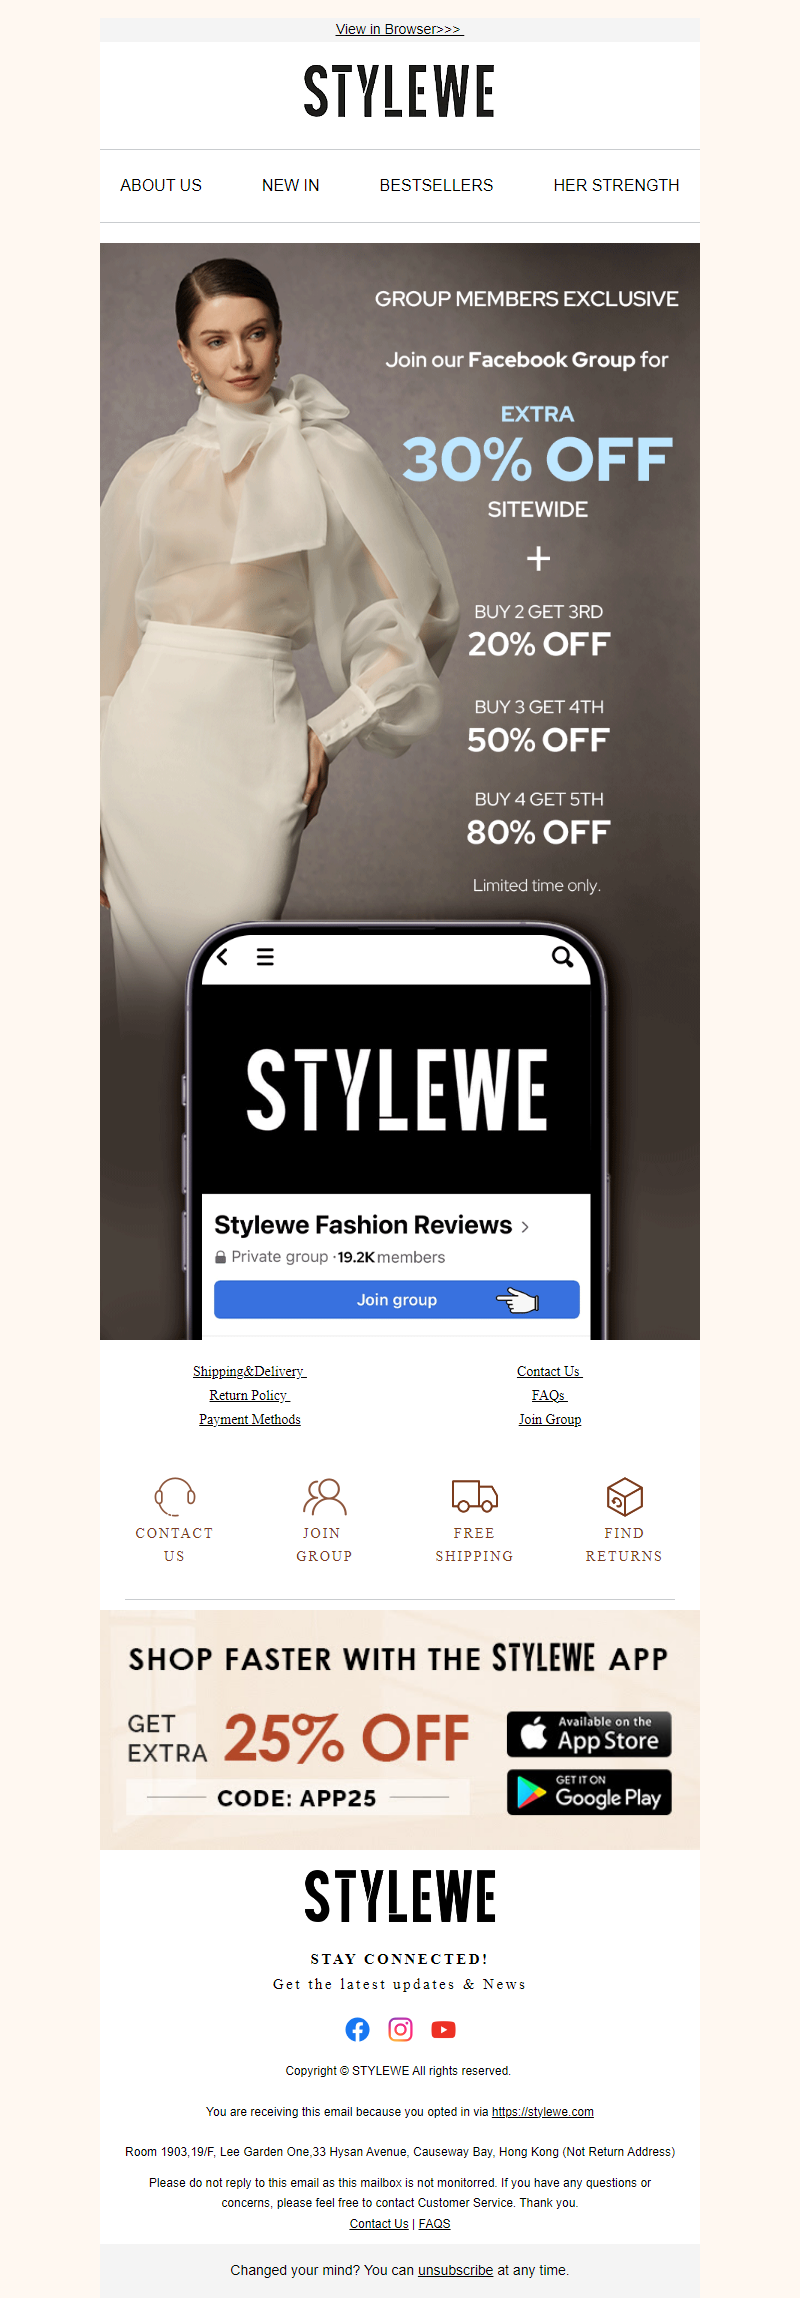 View in Browser>>>
STYLEWE
ABOUT US NEW IN BESTSELLERS HER STRENGTH
GROUP MEMBERS EXCLUSIVE
Join our Facebook Group for
EXTRA
30% OFF
SITEWIDE
+
BUY 2 GET 3RD
20% OFF
BUY 3 GET 4TH
50% OFF
BUY 4 GET 5TH
80% OFF
Limited time only.
STYLEWE
Stylewe Fashion Reviews >
Private group · 19.2K members
Join group
Shipping&Delivery
Return Policy
Payment Methods
Contact Us
FAQs
Join Group
CONTACT
US
JOIN
GROUP
FREE
SHIPPING
FIND
RETURNS
SHOP FASTER WITH THE STYLEWE APP
GET
EXTRA
25% OFF
CODE: APP25
Available on the
App Store
GET IT ON
Google Play
STYLEWE
STAY CONNECTED!
Get the latest updates & News
Copyright © STYLEWE All rights reserved.
You are receiving this email because you opted in via https://stylewe.com
Room 1903,19/F, Lee Garden One,33 Hysan Avenue, Causeway Bay, Hong Kong (Not Return Address)
Please do not reply to this email as this mailbox is not monitorred. If you have any questions or
concerns, please feel free to contact Customer Service. Thank you.
Contact Us | FAQS
Changed your mind? You can unsubscribe at any time.